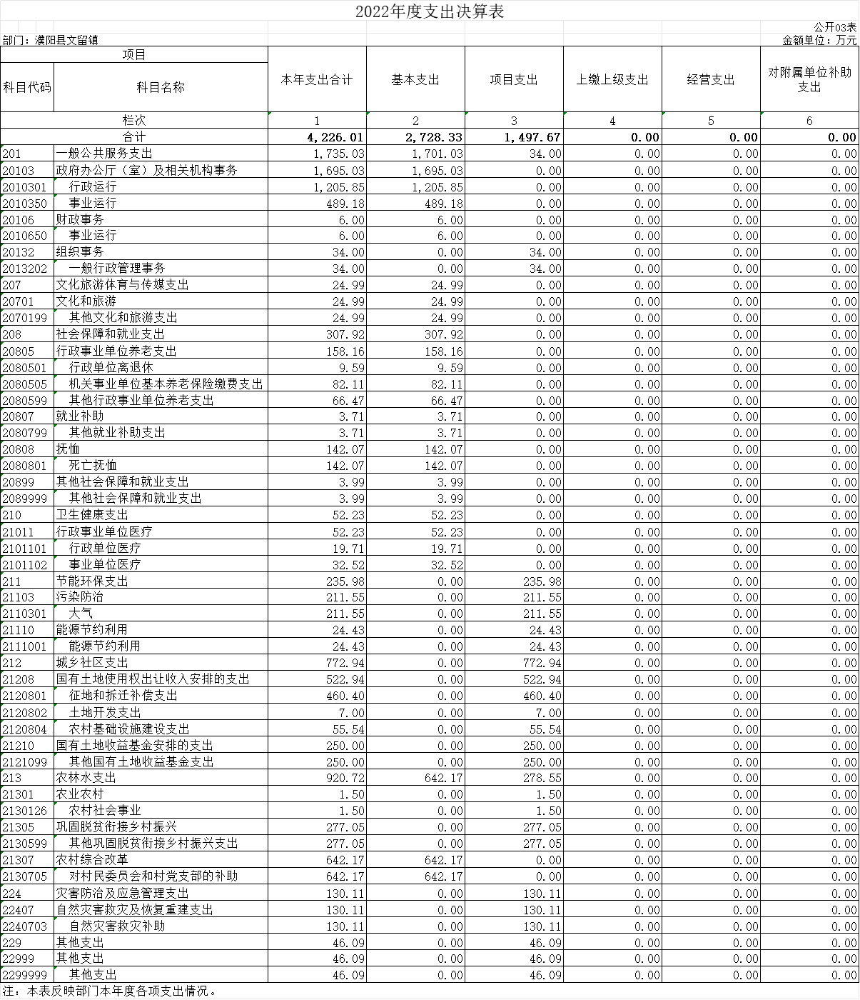 2022年度支出决算表
公开03表
部门：濮阳县文留镇 金额单位：万元
项目 本年支出合计 基本支出 项目支出 上缴上级支出 经营支出 对附属单位补助支出
科目代码 科目名称
栏次 1 2 3 4 5 6
合计 4,226.01 2,728.33 1,497.67 0.00 0.00 0.00
201 一般公共服务支出 1,735.03 1,701.03 34.00 0.00 0.00 0.00
20103 政府办公厅（室）及相关机构事务 1,695.03 1,695.03 0.00 0.00 0.00 0.00
2010301 行政运行 1,205.85 1,205.85 0.00 0.00 0.00 0.00
2010350 事业运行 489.18 489.18 0.00 0.00 0.00 0.00
20106 财政事务 6.00 6.00 0.00 0.00 0.00 0.00
2010650 事业运行 6.00 6.00 0.00 0.00 0.00 0.00
20132 组织事务 34.00 0.00 34.00 0.00 0.00 0.00
2013202 一般行政管理事务 34.00 0.00 34.00 0.00 0.00 0.00
207 文化旅游体育与传媒支出 24.99 24.99 0.00 0.00 0.00 0.00
20701 文化和旅游 24.99 24.99 0.00 0.00 0.00 0.00
2070199 其他文化和旅游支出 24.99 24.99 0.00 0.00 0.00 0.00
208 社会保障和就业支出 307.92 307.92 0.00 0.00 0.00 0.00
20805 行政事业单位养老支出 158.16 158.16 0.00 0.00 0.00 0.00
2080501 行政单位离退休 9.59 9.59 0.00 0.00 0.00 0.00
2080505 机关事业单位基本养老保险缴费支出 82.11 82.11 0.00 0.00 0.00 0.00
2080599 其他行政事业单位养老支出 66.47 66.47 0.00 0.00 0.00 0.00
20807 就业补助 3.71 3.71 0.00 0.00 0.00 0.00
2080799 其他就业补助支出 3.71 3.71 0.00 0.00 0.00 0.00
20808 抚恤 142.07 142.07 0.00 0.00 0.00 0.00
2080801 死亡抚恤 142.07 142.07 0.00 0.00 0.00 0.00
20899 其他社会保障和就业支出 3.99 3.99 0.00 0.00 0.00 0.00
2089999 其他社会保障和就业支出 3.99 3.99 0.00 0.00 0.00 0.00
210 卫生健康支出 52.23 52.23 0.00 0.00 0.00 0.00
21011 行政事业单位医疗 52.23 52.23 0.00 0.00 0.00 0.00
2101101 行政单位医疗 19.71 19.71 0.00 0.00 0.00 0.00
2101102 事业单位医疗 32.52 32.52 0.00 0.00 0.00 0.00
211 节能环保支出 235.98 0.00 235.98 0.00 0.00 0.00
21103 污染防治 211.55 0.00 211.55 0.00 0.00 0.00
2110301 大气 211.55 0.00 211.55 0.00 0.00 0.00
21110 能源节约利用 24.43 0.00 24.43 0.00 0.00 0.00
2111001 能源节约利用 24.43 0.00 24.43 0.00 0.00 0.00
212 城乡社区支出 772.94 0.00 772.94 0.00 0.00 0.00
21208 国有土地使用权出让收入安排的支出 522.94 0.00 522.94 0.00 0.00 0.00
2120801 征地和拆迁补偿支出 460.40 0.00 460.40 0.00 0.00 0.00
2120802 土地开发支出 7.00 0.00 7.00 0.00 0.00 0.00
2120804 农村基础设施建设支出 55.54 0.00 55.54 0.00 0.00 0.00
21210 国有土地收益基金安排的支出 250.00 0.00 250.00 0.00 0.00 0.00
2121099 其他国有土地收益基金支出 250.00 0.00 250.00 0.00 0.00 0.00
213 农林水支出 920.72 642.17 278.55 0.00 0.00 0.00
21301 农业农村 1.50 0.00 1.50 0.00 0.00 0.00
2130126 农村社会事业 1.50 0.00 1.50 0.00 0.00 0.00
21305 巩固脱贫衔接乡村振兴 277.05 0.00 277.05 0.00 0.00 0.00
2130599 其他巩固脱贫衔接乡村振兴支出 277.05 0.00 277.05 0.00 0.00 0.00
21307 农村综合改革 642.17 642.17 0.00 0.00 0.00 0.00
2130705 对村民委员会和村党支部的补助 642.17 642.17 0.00 0.00 0.00 0.00
224 灾害防治及应急管理支出 130.11 0.00 130.11 0.00 0.00 0.00
22407 自然灾害救灾及恢复重建支出 130.11 0.00 130.11 0.00 0.00 0.00
2240703 自然灾害救灾补助 130.11 0.00 130.11 0.00 0.00 0.00
229 其他支出 46.09 0.00 46.09 0.00 0.00 0.00
22999 其他支出 46.09 0.00 46.09 0.00 0.00 0.00
2299999 其他支出 46.09 0.00 46.09 0.00 0.00 0.00
注：本表反映部门本年度各项支出情况。